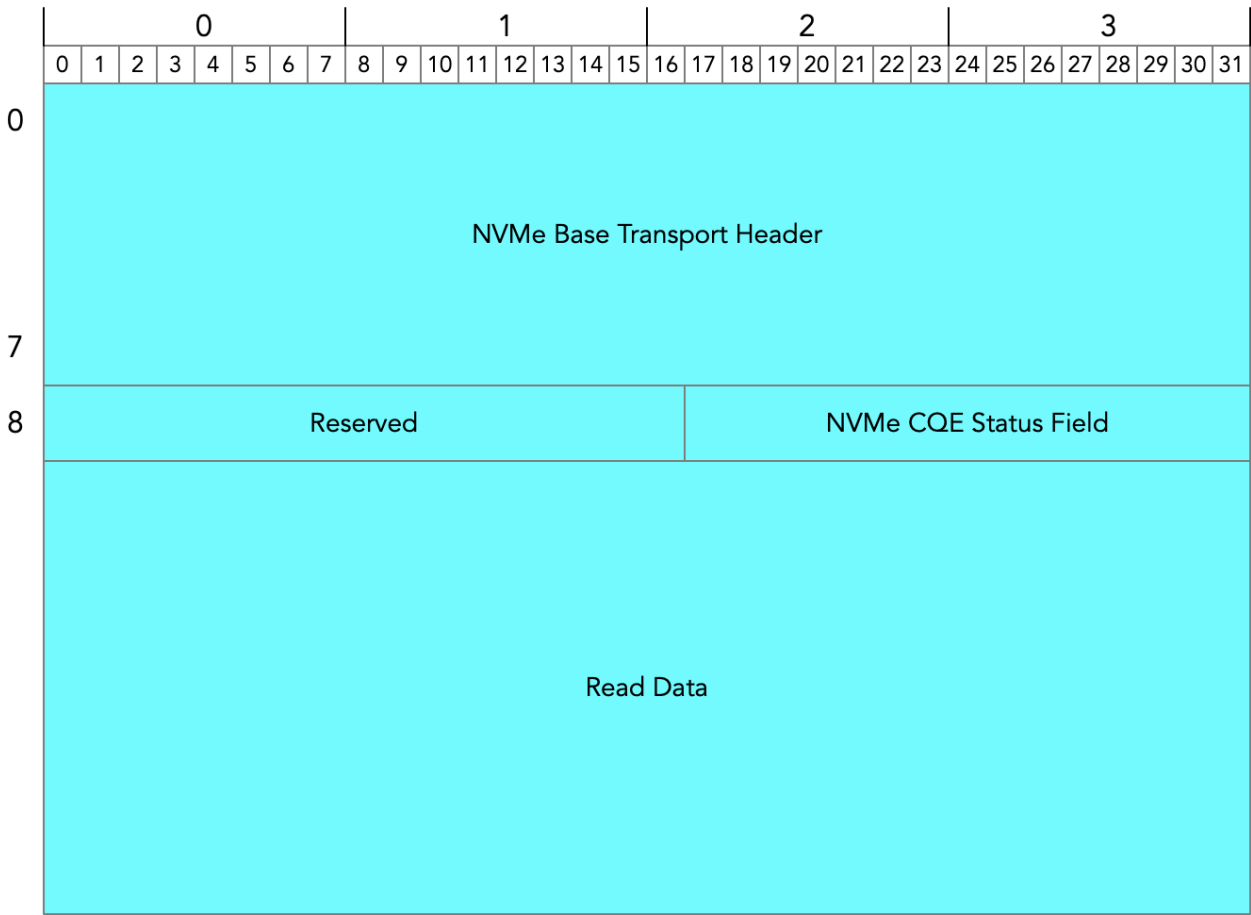 0 1 2 3
0 1 2 3 4 5 6 7 8 9 10 11 12 13 14 15 16 17 18 19 20 21 22 23 24 25 26 27 28 29 30 31
0
NVMe Base Transport Header
7
8 Reserved NVMe CQE Status Field
Read Data